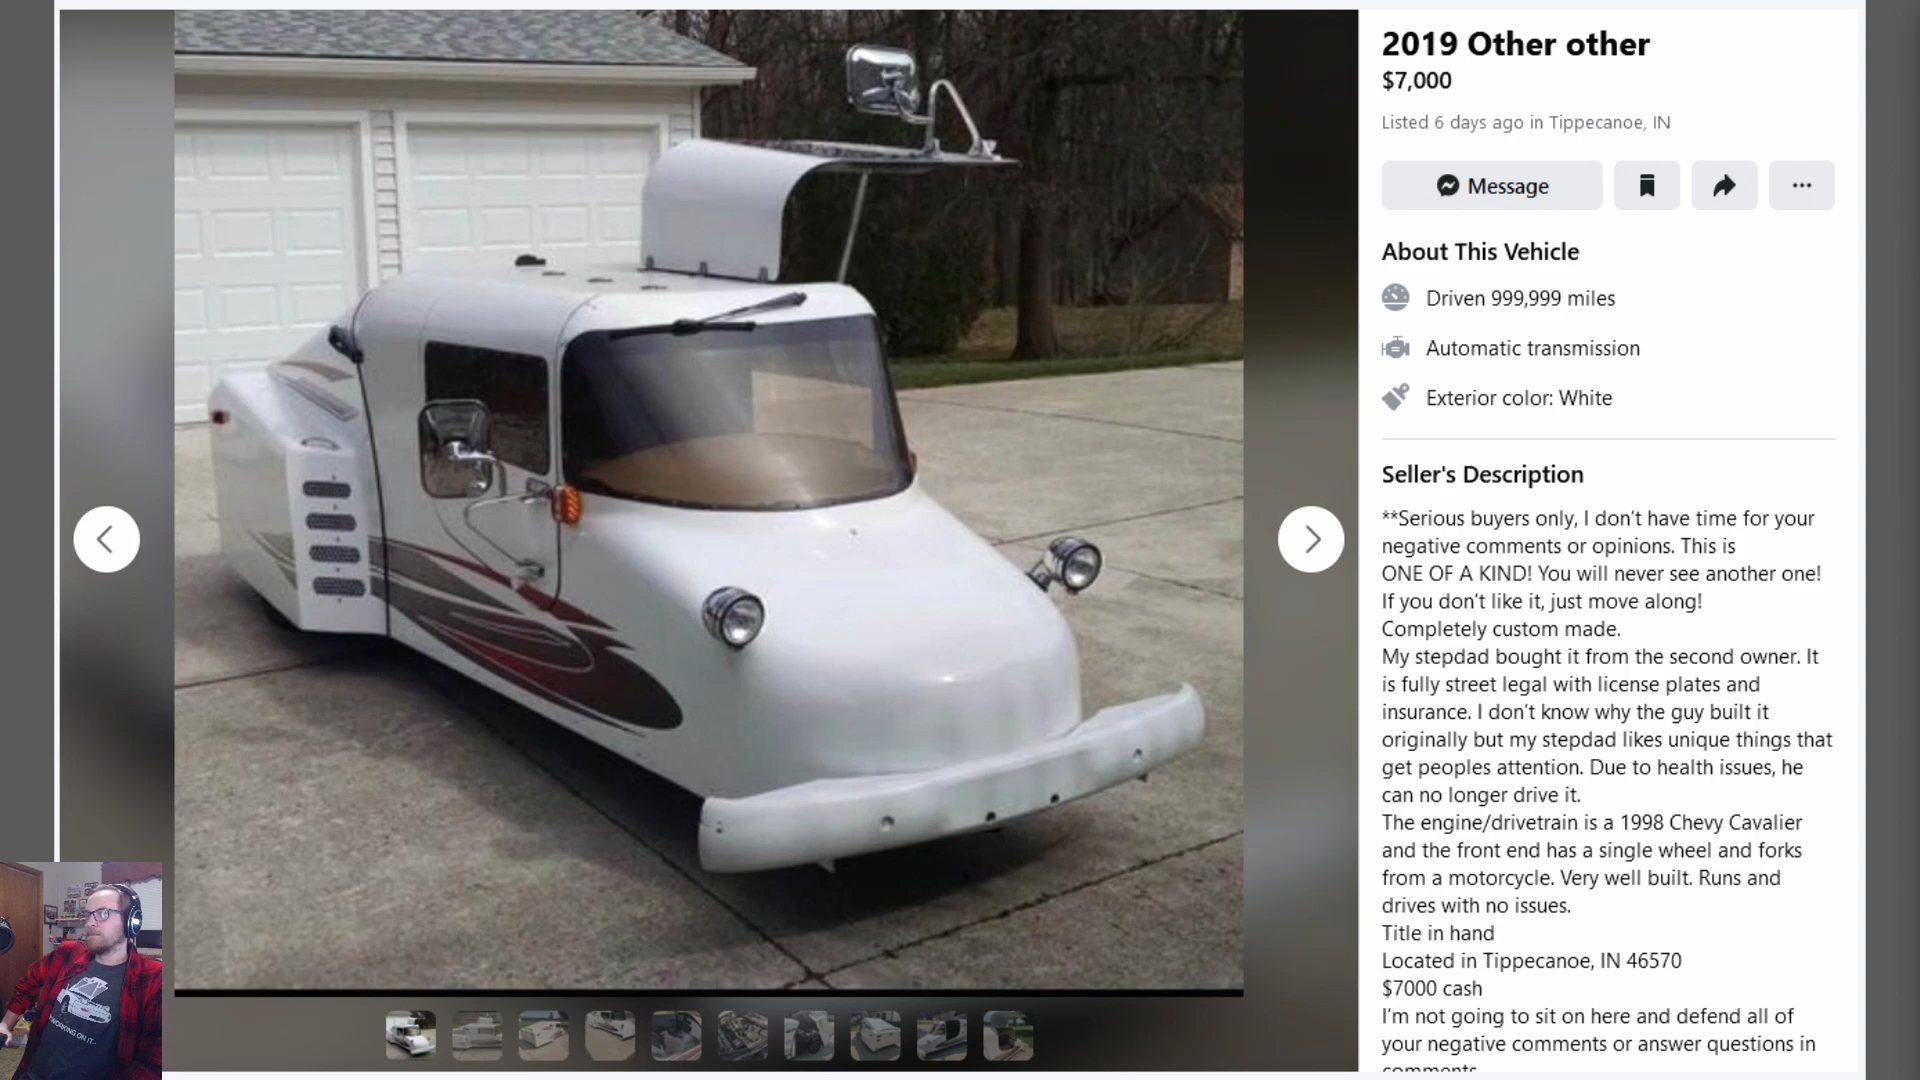 2019 Other other
$7,000
Listed 6 days ago in Tippecanoe, IN
Message
About This Vehicle
Driven 999,999 miles
Automatic transmission
Exterior color: White
Seller's Description
**Serious buyers only, I don't have time for your
negative comments or opinions. This is
ONE OF A KIND! You will never see another one!
If you don't like it, just move along!
Completely custom made.
My stepdad bought it from the second owner. It
is fully street legal with license plates and
insurance. I don't know why the guy built it
originally but my stepdad likes unique things that
get peoples attention. Due to health issues, he
can no longer drive it.
The engine/drivetrain is a 1998 Chevy Cavalier
and the front end has a single wheel and forks
from a motorcycle. Very well built. Runs and
drives with no issues.
Title in hand
Located in Tippecanoe, IN 46570
$7000 cash
I'm not going to sit on here and defend all of
your negative comments or answer questions in
comments
WORKING ON IT